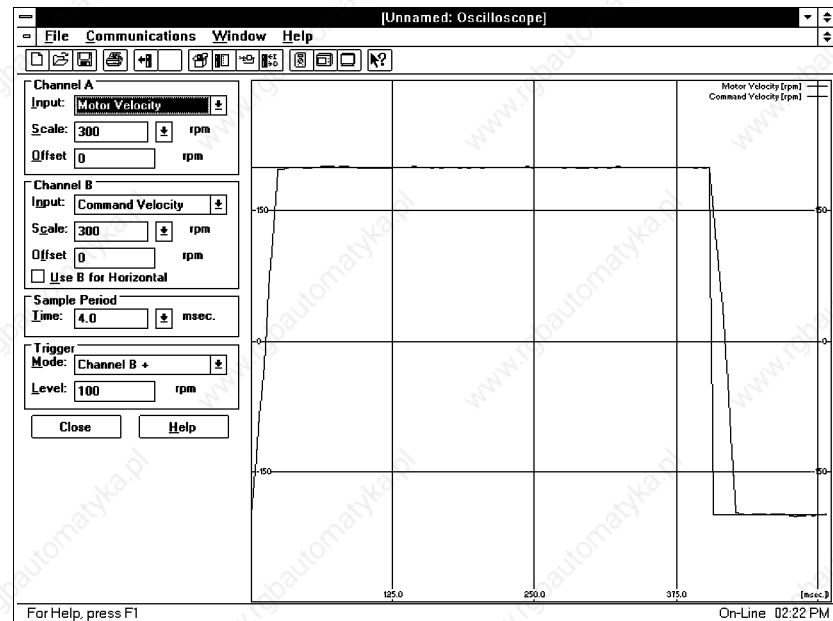 [Unnamed: Oscilloscope]
File Communications Window Help
Channel A
Input: Motor Velocity
Scale: 300 rpm
Offset 0 rpm
Channel B
Input: Command Velocity
Scale: 300 rpm
Offset 0 rpm
Use B for Horizontal
Sample Period
Time: 4.0 msec.
Trigger
Mode: Channel B +
Level: 100 rpm
Close Help
Motor Velocity [rpm]
Command Velocity [rpm]
150 150
0 0
-150 -150
125.0 250.0 375.0 [msec.]
For Help, press F1 On-Line 02:22 PM
www.rgbautomatyka.pl